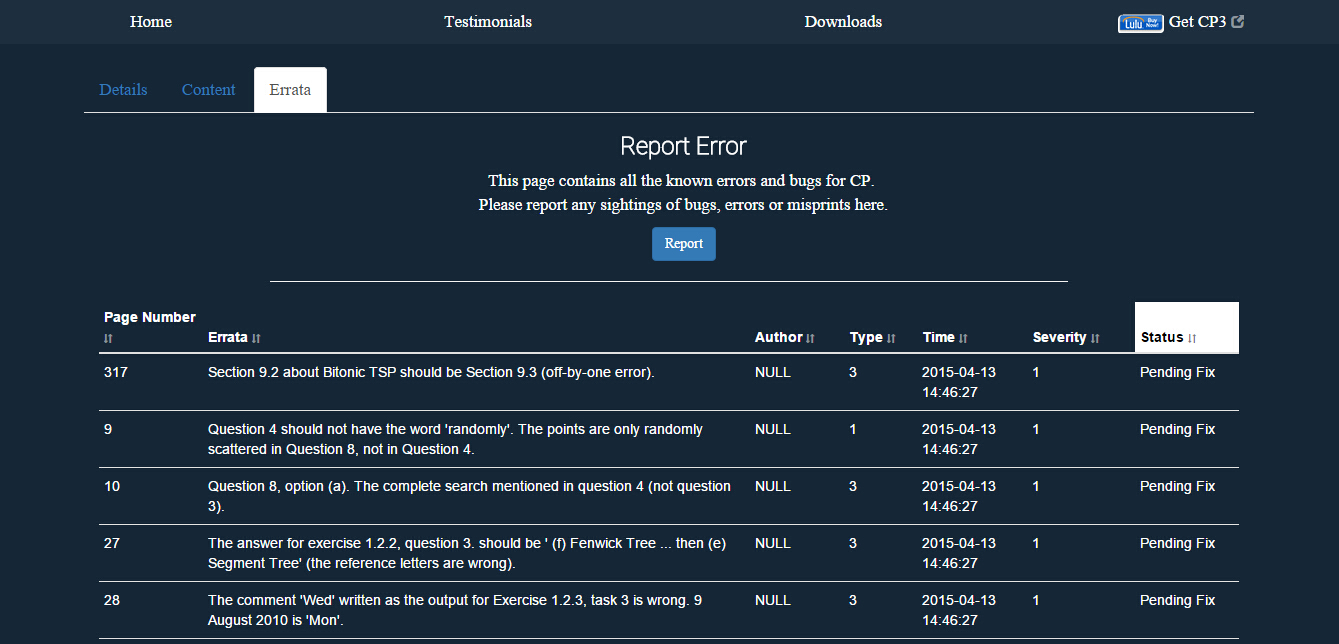 Home Testimonials Downloads Lulu Buy Now! Get CP3
Details Content Errata
Report Error
This page contains all the known errors and bugs for CP.
Please report any sightings of bugs, errors or misprints here.
Report
Page Number Errata Author Type Time Severity Status
317 Section 9.2 about Bitonic TSP should be Section 9.3 (off-by-one error). NULL 3 2015-04-13 1 Pending Fix
14:46:27
9 Question 4 should not have the word 'randomly'. The points are only randomly NULL 1 2015-04-13 1 Pending Fix
scattered in Question 8, not in Question 4. 14:46:27
10 Question 8, option (a). The complete search mentioned in question 4 (not question NULL 3 2015-04-13 1 Pending Fix
3). 14:46:27
27 The answer for exercise 1.2.2, question 3. should be ' (f) Fenwick Tree ... then (e) NULL 3 2015-04-13 1 Pending Fix
Segment Tree' (the reference letters are wrong). 14:46:27
28 The comment 'Wed' written as the output for Exercise 1.2.3, task 3 is wrong. 9 NULL 3 2015-04-13 1 Pending Fix
August 2010 is 'Mon'. 14:46:27